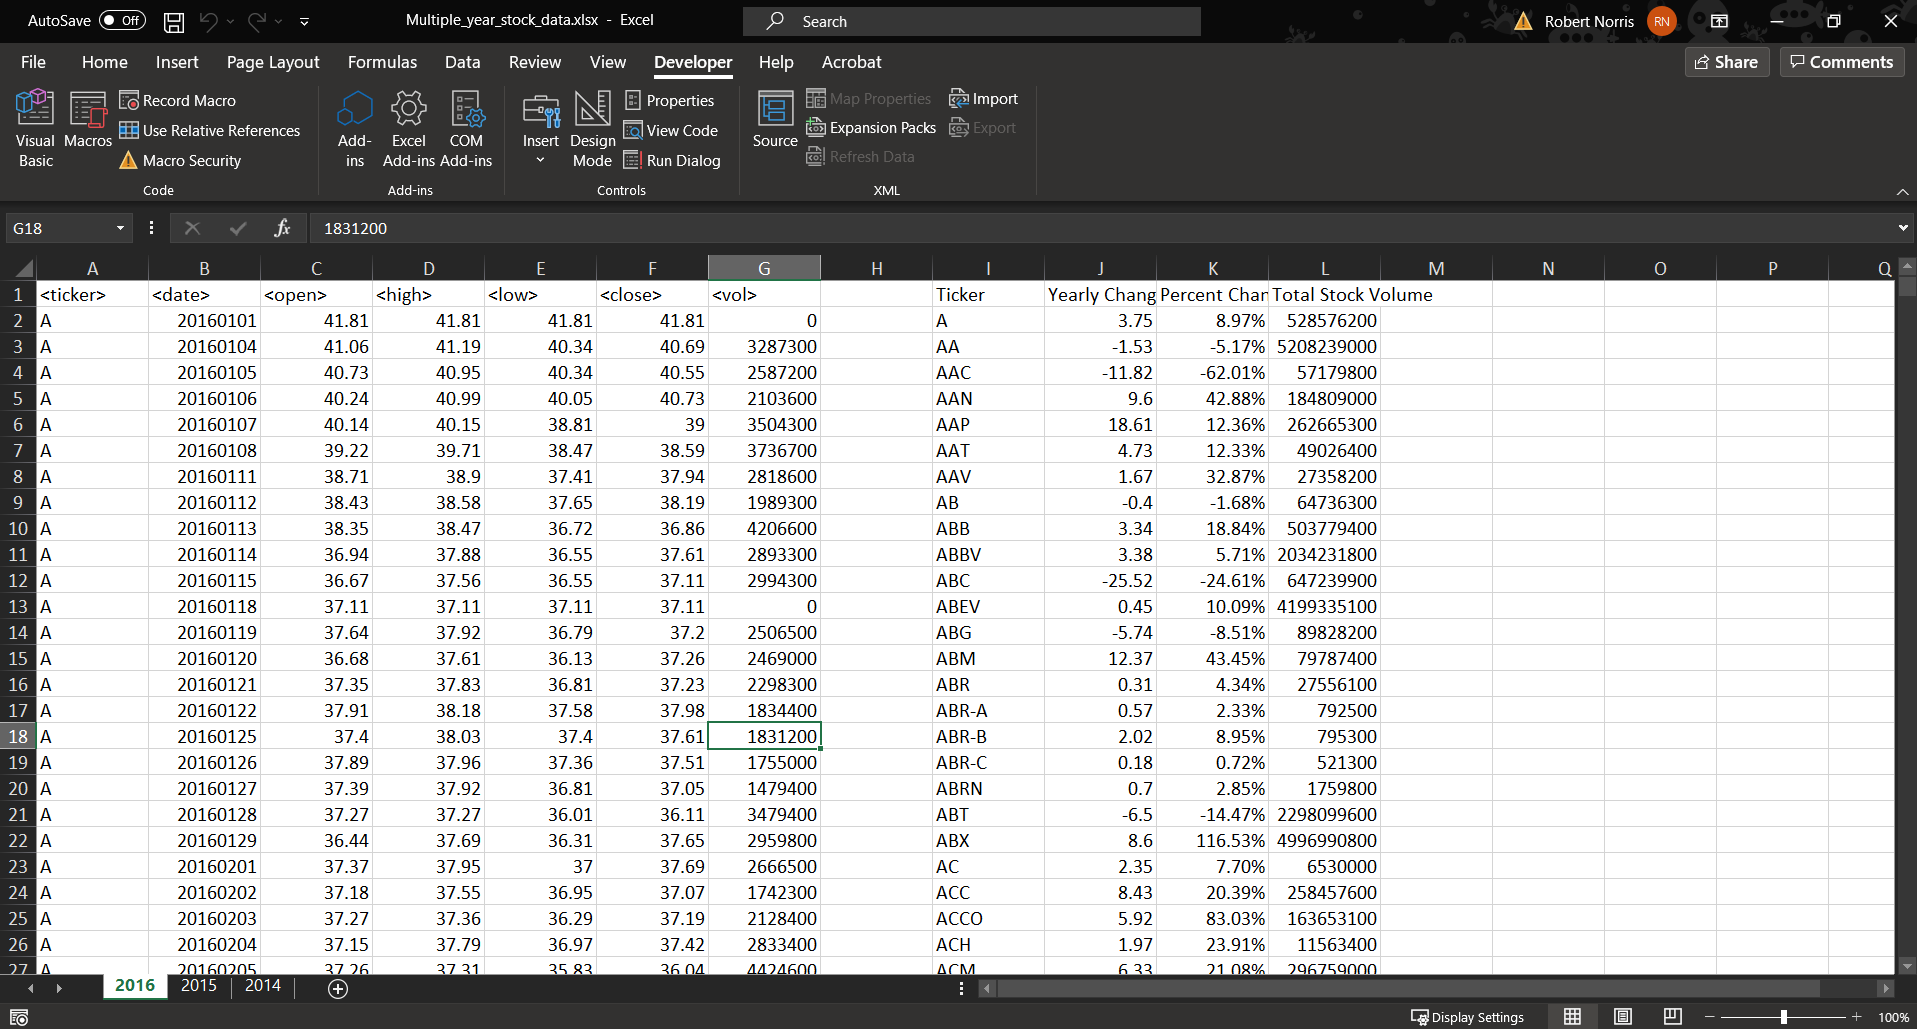 AutoSave Off Multiple_year_stock_data.xlsx - Excel Search Robert Norris RN
File Home Insert Page Layout Formulas Data Review View Developer Help Acrobat Share Comments
Visual Basic Macros Record Macro Use Relative References Macro Security Code
Add-ins Excel Add-ins COM Add-ins Add-ins
Insert Design Mode Properties View Code Run Dialog Controls
Source Map Properties Expansion Packs Refresh Data Import Export XML
G18 fx 1831200
A B C D E F G H I J K L M N O P Q
1 <ticker> <date> <open> <high> <low> <close> <vol> Ticker Yearly Chang Percent Chan Total Stock Volume
2 A 20160101 41.81 41.81 41.81 41.81 0 A 3.75 8.97% 528576200
3 A 20160104 41.06 41.19 40.34 40.69 3287300 AA -1.53 -5.17% 5208239000
4 A 20160105 40.73 40.95 40.34 40.55 2587200 AAC -11.82 -62.01% 57179800
5 A 20160106 40.24 40.99 40.05 40.73 2103600 AAN 9.6 42.88% 184809000
6 A 20160107 40.14 40.15 38.81 39 3504300 AAP 18.61 12.36% 262665300
7 A 20160108 39.22 39.71 38.47 38.59 3736700 AAT 4.73 12.33% 49026400
8 A 20160111 38.71 38.9 37.41 37.94 2818600 AAV 1.67 32.87% 27358200
9 A 20160112 38.43 38.58 37.65 38.19 1989300 AB -0.4 -1.68% 64736300
10 A 20160113 38.35 38.47 36.72 36.86 4206600 ABB 3.34 18.84% 503779400
11 A 20160114 36.94 37.88 36.55 37.61 2893300 ABBV 3.38 5.71% 2034231800
12 A 20160115 36.67 37.56 36.55 37.11 2994300 ABC -25.52 -24.61% 647239900
13 A 20160118 37.11 37.11 37.11 37.11 0 ABEV 0.45 10.09% 4199335100
14 A 20160119 37.64 37.92 36.79 37.2 2506500 ABG -5.74 -8.51% 89828200
15 A 20160120 36.68 37.61 36.13 37.26 2469000 ABM 12.37 43.45% 79787400
16 A 20160121 37.35 37.83 36.81 37.23 2298300 ABR 0.31 4.34% 27556100
17 A 20160122 37.91 38.18 37.58 37.98 1834400 ABR-A 0.57 2.33% 792500
18 A 20160125 37.4 38.03 37.4 37.61 1831200 ABR-B 2.02 8.95% 795300
19 A 20160126 37.89 37.96 37.36 37.51 1755000 ABR-C 0.18 0.72% 521300
20 A 20160127 37.39 37.92 36.81 37.05 1479400 ABRN 0.7 2.85% 1759800
21 A 20160128 37.27 37.27 36.01 36.11 3479400 ABT -6.5 -14.47% 2298099600
22 A 20160129 36.44 37.69 36.31 37.65 2959800 ABX 8.6 116.53% 4996990800
23 A 20160201 37.37 37.95 37 37.69 2666500 AC 2.35 7.70% 6530000
24 A 20160202 37.18 37.55 36.95 37.07 1742300 ACC 8.43 20.39% 258457600
25 A 20160203 37.27 37.36 36.29 37.19 2128400 ACCO 5.92 83.03% 163653100
26 A 20160204 37.15 37.79 36.97 37.42 2833400 ACH 1.97 23.91% 11563400
27 A 20160205 37.26 37.31 35.83 36.04 4424600 ACM 6.33 21.08% 296759000
2016 2015 2014
Display Settings 100%